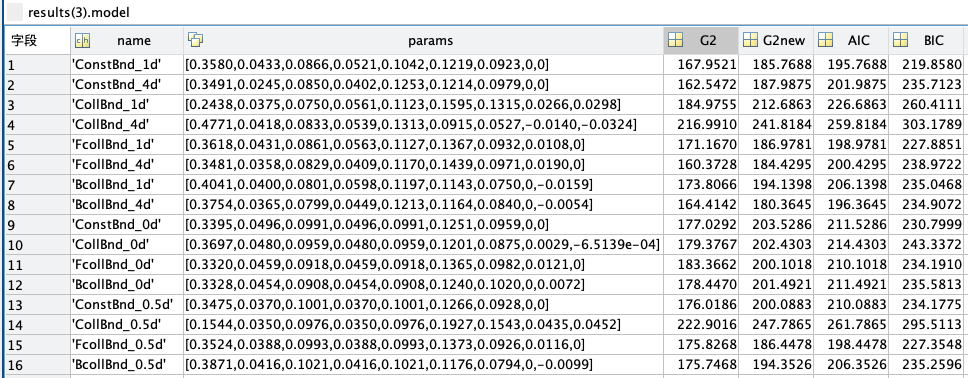 results(3).model
字段 name params G2 G2new AIC BIC
1 'ConstBnd_1d' [0.3580,0.0433,0.0866,0.0521,0.1042,0.1219,0.0923,0,0] 167.9521 185.7688 195.7688 219.8580
2 'ConstBnd_4d' [0.3491,0.0245,0.0850,0.0402,0.1253,0.1214,0.0979,0,0] 162.5472 187.9875 201.9875 235.7123
3 'CollBnd_1d' [0.2438,0.0375,0.0750,0.0561,0.1123,0.1595,0.1315,0.0266,0.0298] 184.9755 212.6863 226.6863 260.4111
4 'CollBnd_4d' [0.4771,0.0418,0.0833,0.0539,0.1313,0.0915,0.0527,-0.0140,-0.0324] 216.9910 241.8184 259.8184 303.1789
5 'FcollBnd_1d' [0.3618,0.0431,0.0861,0.0563,0.1127,0.1367,0.0932,0.0108,0] 171.1670 186.9781 198.9781 227.8851
6 'FcollBnd_4d' [0.3481,0.0358,0.0829,0.0409,0.1170,0.1439,0.0971,0.0190,0] 160.3728 184.4295 200.4295 238.9722
7 'BcollBnd_1d' [0.4041,0.0400,0.0801,0.0598,0.1197,0.1143,0.0750,0,-0.0159] 173.8066 194.1398 206.1398 235.0468
8 'BcollBnd_4d' [0.3754,0.0365,0.0799,0.0449,0.1213,0.1164,0.0840,0,-0.0054] 164.4142 180.3645 196.3645 234.9072
9 'ConstBnd_0d' [0.3395,0.0496,0.0991,0.0496,0.0991,0.1251,0.0959,0,0] 177.0292 203.5286 211.5286 230.7999
10 'CollBnd_0d' [0.3697,0.0480,0.0959,0.0480,0.0959,0.1201,0.0875,0.0029,-6.5139e-04] 179.3767 202.4303 214.4303 243.3372
11 'FcollBnd_0d' [0.3320,0.0459,0.0918,0.0459,0.0918,0.1365,0.0982,0.0121,0] 183.3662 200.1018 210.1018 234.1910
12 'BcollBnd_0d' [0.3328,0.0454,0.0908,0.0454,0.0908,0.1240,0.1020,0,0.0072] 178.4470 201.4921 211.4921 235.5813
13 'ConstBnd_0.5d' [0.3475,0.0370,0.1001,0.0370,0.1001,0.1266,0.0928,0,0] 176.0186 200.0883 210.0883 234.1775
14 'CollBnd_0.5d' [0.1544,0.0350,0.0976,0.0350,0.0976,0.1927,0.1543,0.0435,0.0452] 222.9016 247.7865 261.7865 295.5113
15 'FcollBnd_0.5d' [0.3524,0.0388,0.0993,0.0388,0.0993,0.1373,0.0926,0.0116,0] 175.8268 186.4478 198.4478 227.3548
16 'BcollBnd_0.5d' [0.3871,0.0416,0.1021,0.0416,0.1021,0.1176,0.0794,0,-0.0099] 175.7468 194.3526 206.3526 235.2596